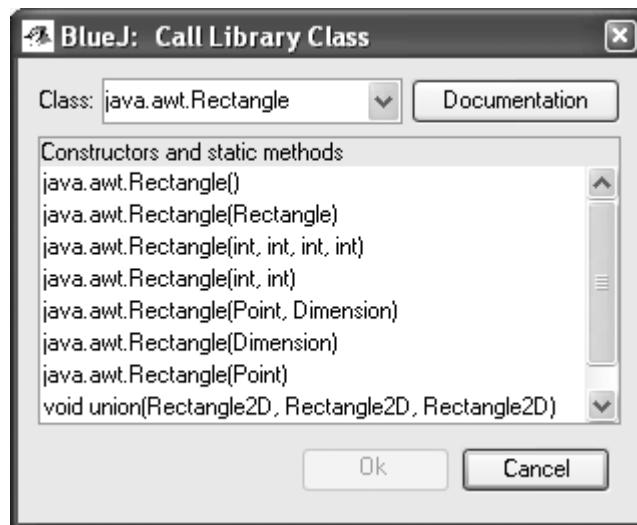 BlueJ: Call Library Class
Class: java.awt.Rectangle Documentation
Constructors and static methods
java.awt.Rectangle()
java.awt.Rectangle(Rectangle)
java.awt.Rectangle(int, int, int, int)
java.awt.Rectangle(int, int)
java.awt.Rectangle(Point, Dimension)
java.awt.Rectangle(Dimension)
java.awt.Rectangle(Point)
void union(Rectangle2D, Rectangle2D, Rectangle2D)
Ok Cancel